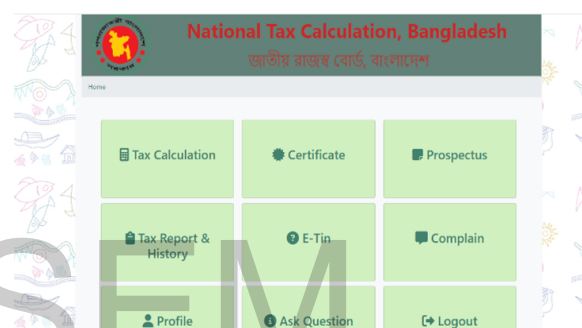 National Tax Calculation, Bangladesh
জাতীয় রাজস্ব বোর্ড, বাংলাদেশ
Home
Tax Calculation
Certificate
Prospectus
Tax Report &
History
E-Tin
Complain
Profile
Ask Question
Logout